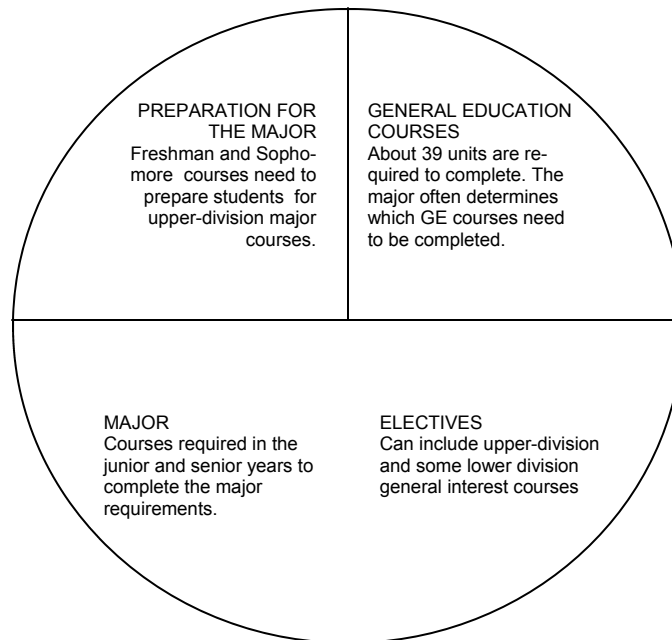 PREPARATION FOR
THE MAJOR
Freshman and Sopho-
more courses need to
prepare students for
upper-division major
courses.
GENERAL EDUCATION
COURSES
About 39 units are re-
quired to complete. The
major often determines
which GE courses need
to be completed.
MAJOR
Courses required in the
junior and senior years to
complete the major
requirements.
ELECTIVES
Can include upper-division
and some lower division
general interest courses